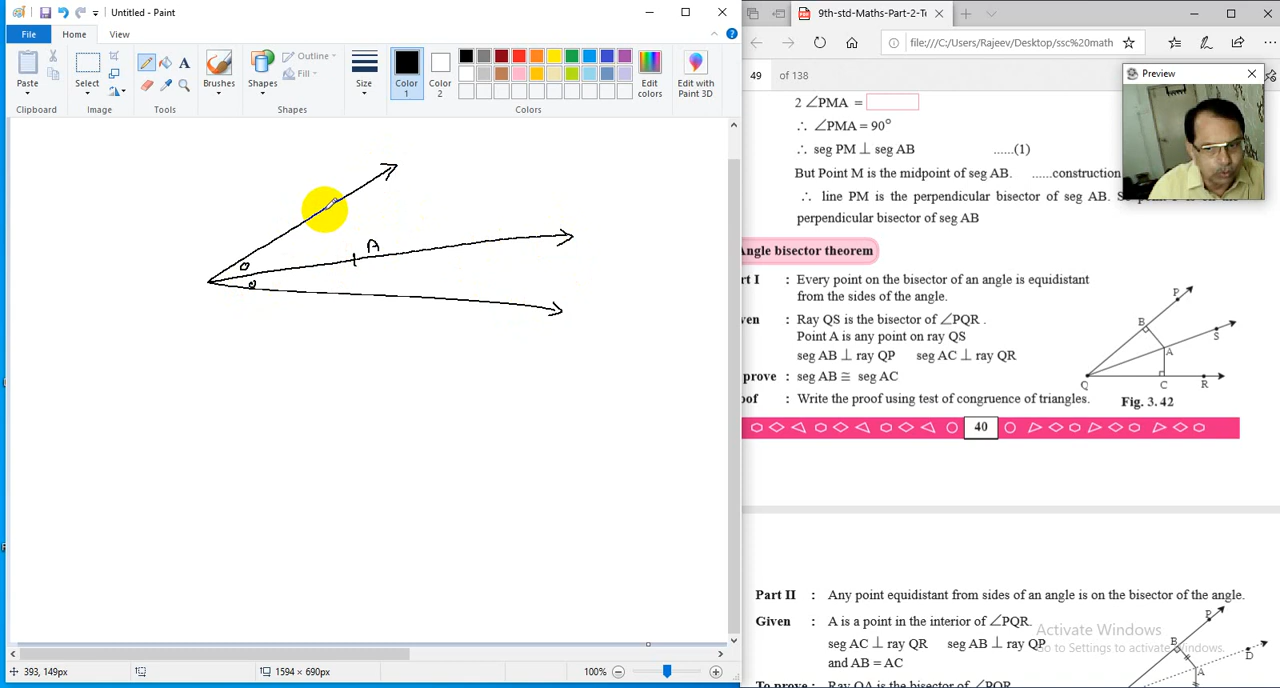 Untitled - Paint
File
Home
View
Paste
Select
Brushes
Shapes
Outline
Fill
Size
Color 1
Color 2
Edit colors
Edit with Paint 3D
Clipboard
Image
Tools
Shapes
Colors
A
o
o
393, 149px
1594 × 690px
100%
9th-std-Maths-Part-2-Te
file:///C:/Users/Rajeev/Desktop/ssc%20math
49 of 138
Preview
2 ∠PMA =
∴ ∠PMA = 90°
∴ seg PM ⊥ seg AB ......(1)
But Point M is the midpoint of seg AB. ......construction
∴ line PM is the perpendicular bisector of seg AB. S
perpendicular bisector of seg AB
Angle bisector theorem
rt I : Every point on the bisector of an angle is equidistant
from the sides of the angle.
ven : Ray QS is the bisector of ∠PQR .
Point A is any point on ray QS
seg AB ⊥ ray QP seg AC ⊥ ray QR
prove : seg AB ≅ seg AC
oof : Write the proof using test of congruence of triangles.
P
B
S
A
Q C R
Fig. 3.42
40
Part II : Any point equidistant from sides of an angle is on the bisector of the angle.
Given : A is a point in the interior of ∠PQR.
seg AC ⊥ ray QR seg AB ⊥ ray QP
and AB = AC
To prove : Ray QA is the bisector of ∠PQR
P
B
D
A
Activate Windows
Go to Settings to activate Windows.